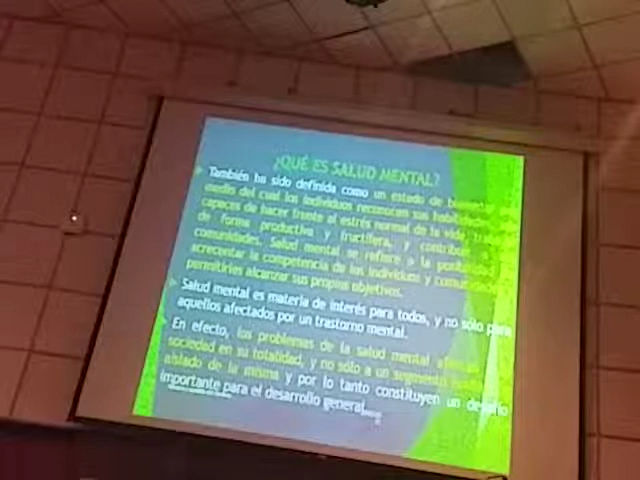 ¿QUÉ ES SALUD MENTAL?
También ha sido definida como un estado de
medio del cual los individuos reconocen sus
capaces de hacer frente al estrés normal de la vida,
de forma productiva y fructífera, y contribuir
comunidades. Salud mental se refiere a la posibilidad
acrecentar la competencia de los individuos y
permitirles alcanzar sus propios objetivos.
Salud mental es materia de interés para todos, y no sólo para
aquellos afectados por un trastorno mental.
En efecto, los problemas de la salud mental
sociedad en su totalidad, y no sólo a un segmento
aislado de la misma y por lo tanto constituyen un desafío
importante para el desarrollo general